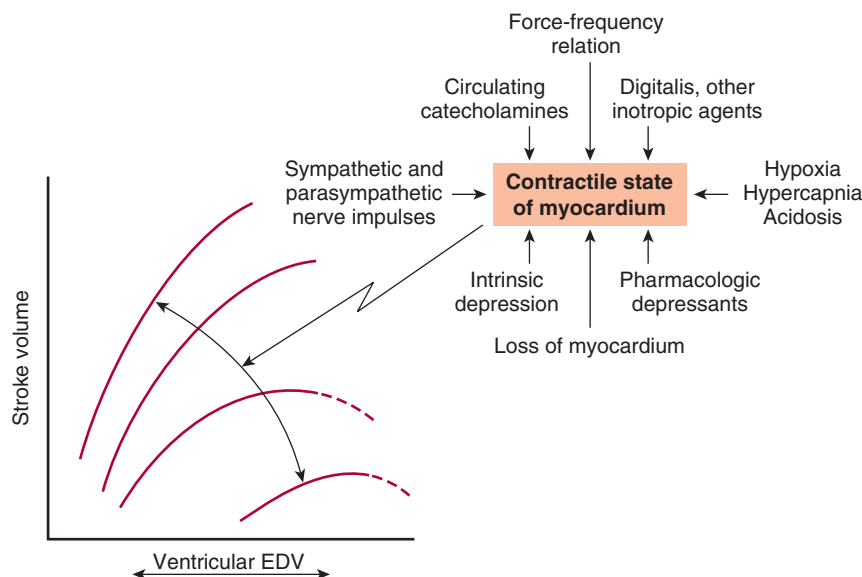 Force-frequency
relation
Circulating
catecholamines
Digitalis, other
inotropic agents
Sympathetic and
parasympathetic
nerve impulses
Contractile state
of myocardium
Hypoxia
Hypercapnia
Acidosis
Intrinsic
depression
Pharmacologic
depressants
Loss of myocardium
Stroke volume
Ventricular EDV